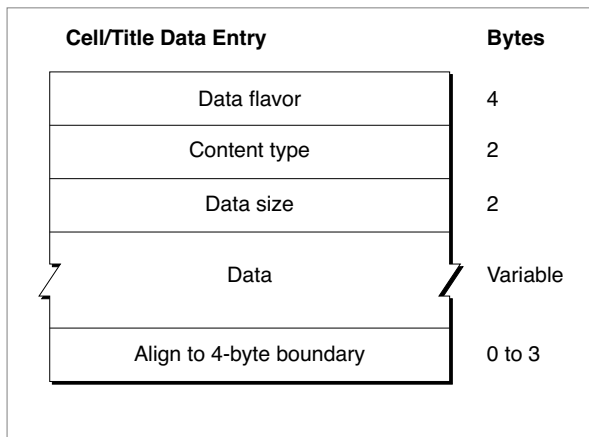 Cell/Title Data Entry Bytes
Data flavor 4
Content type 2
Data size 2
Data Variable
Align to 4-byte boundary 0 to 3